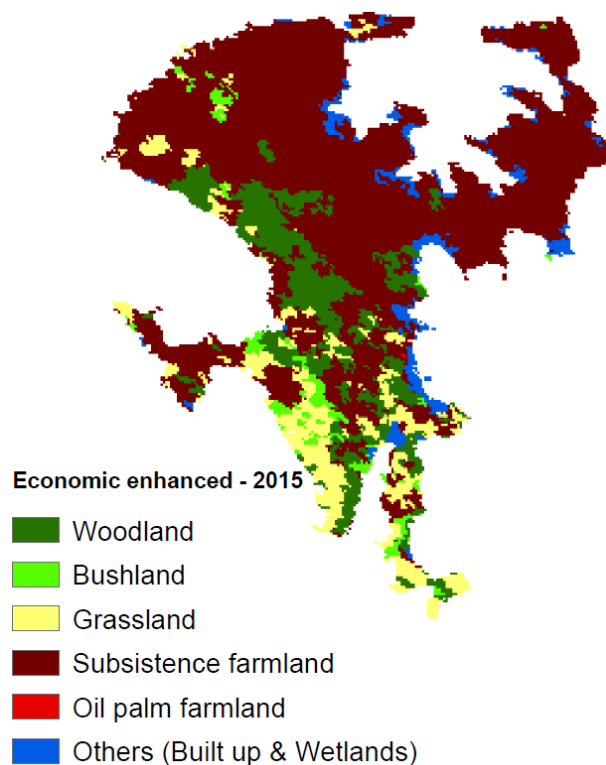 Economic enhanced - 2015
Woodland
Bushland
Grassland
Subsistence farmland
Oil palm farmland
Others (Built up & Wetlands)